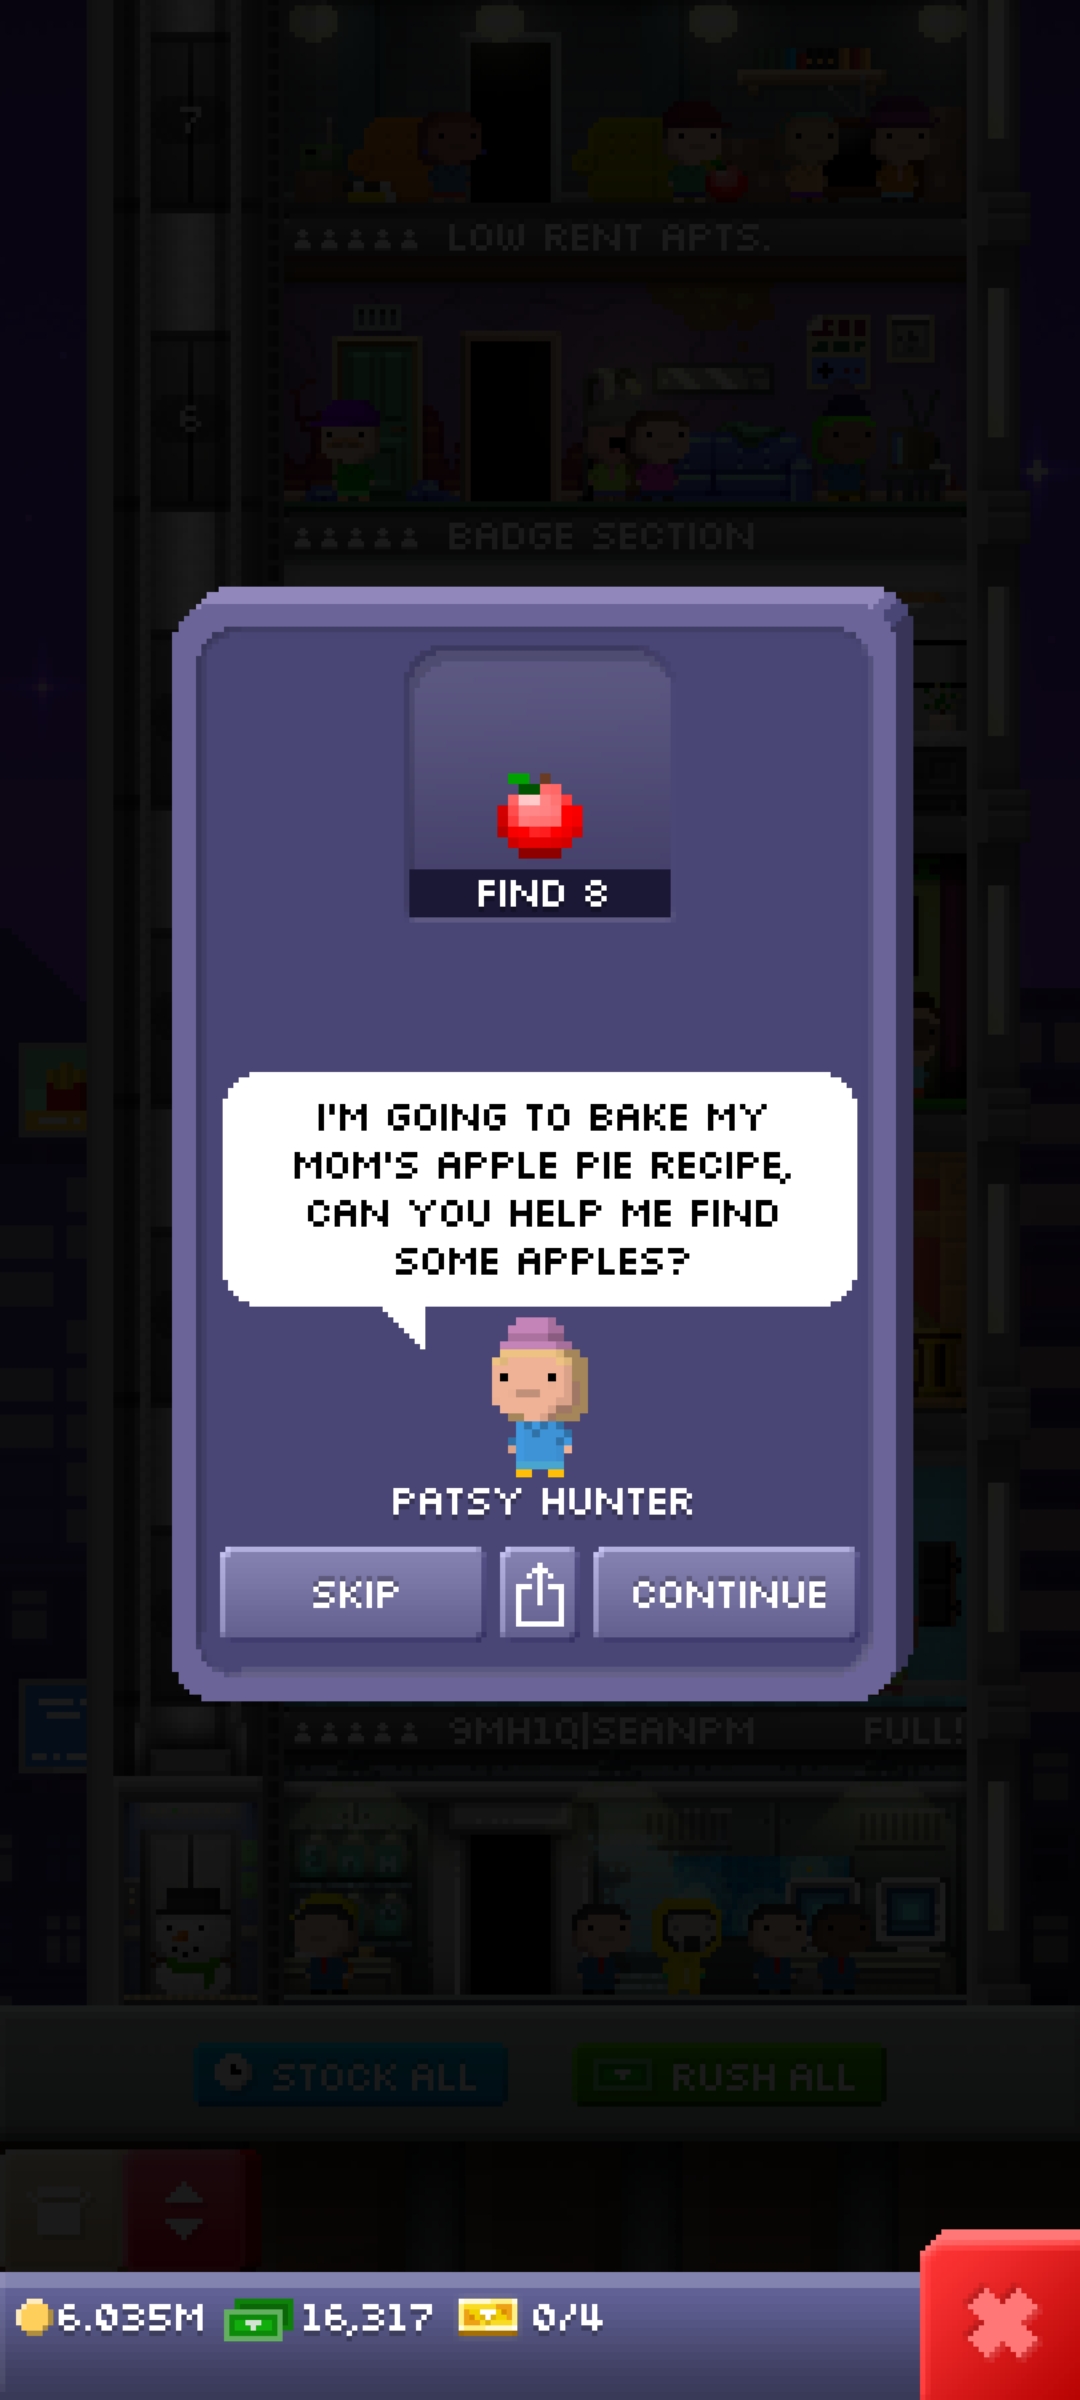 7
LOW RENT APTS.
6
BADGE SECTION
FIND 8
I'M GOING TO BAKE MY
MOM'S APPLE PIE RECIPE,
CAN YOU HELP ME FIND
SOME APPLES?
PATSY HUNTER
SKIP
CONTINUE
9MH1Q|SEANPM FULL!
STOCK ALL
RUSH ALL
6.035M 16,317 0/4